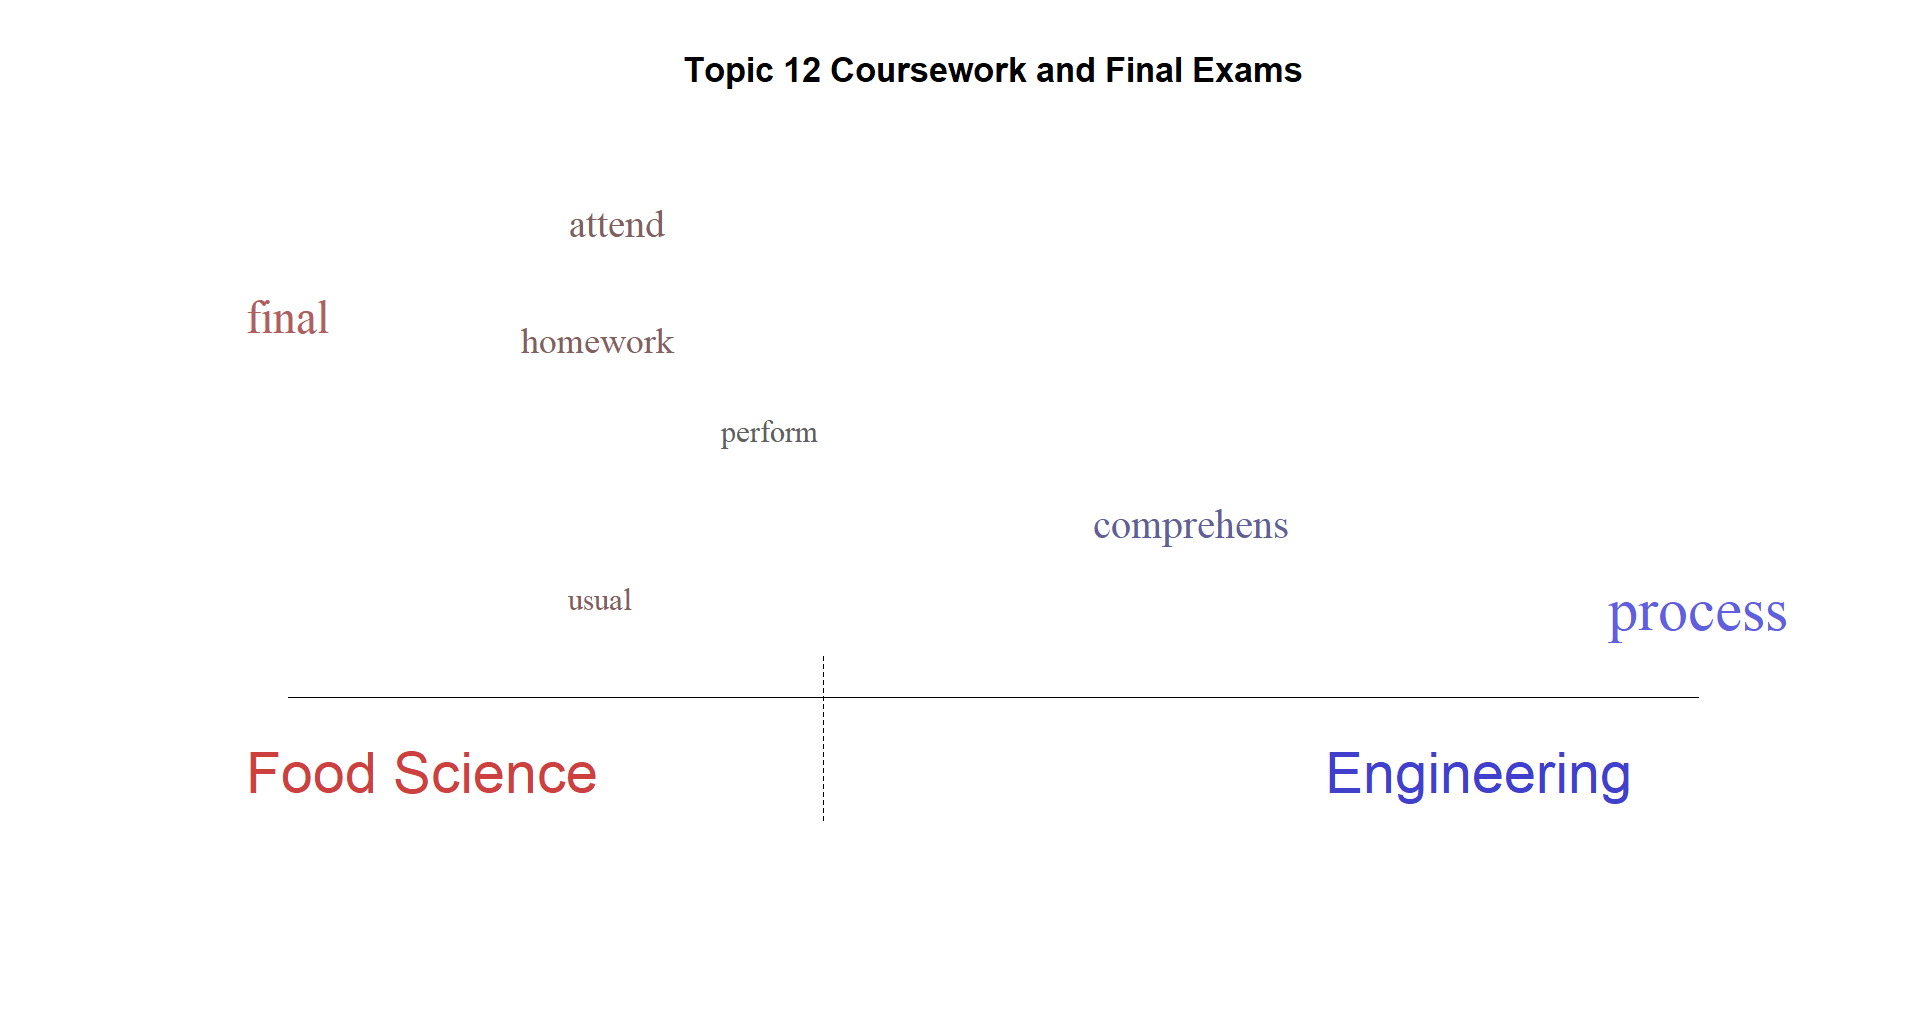 Topic 12 Coursework and Final Exams
attend
final
homework
perform
comprehens
usual
process
Food Science
Engineering